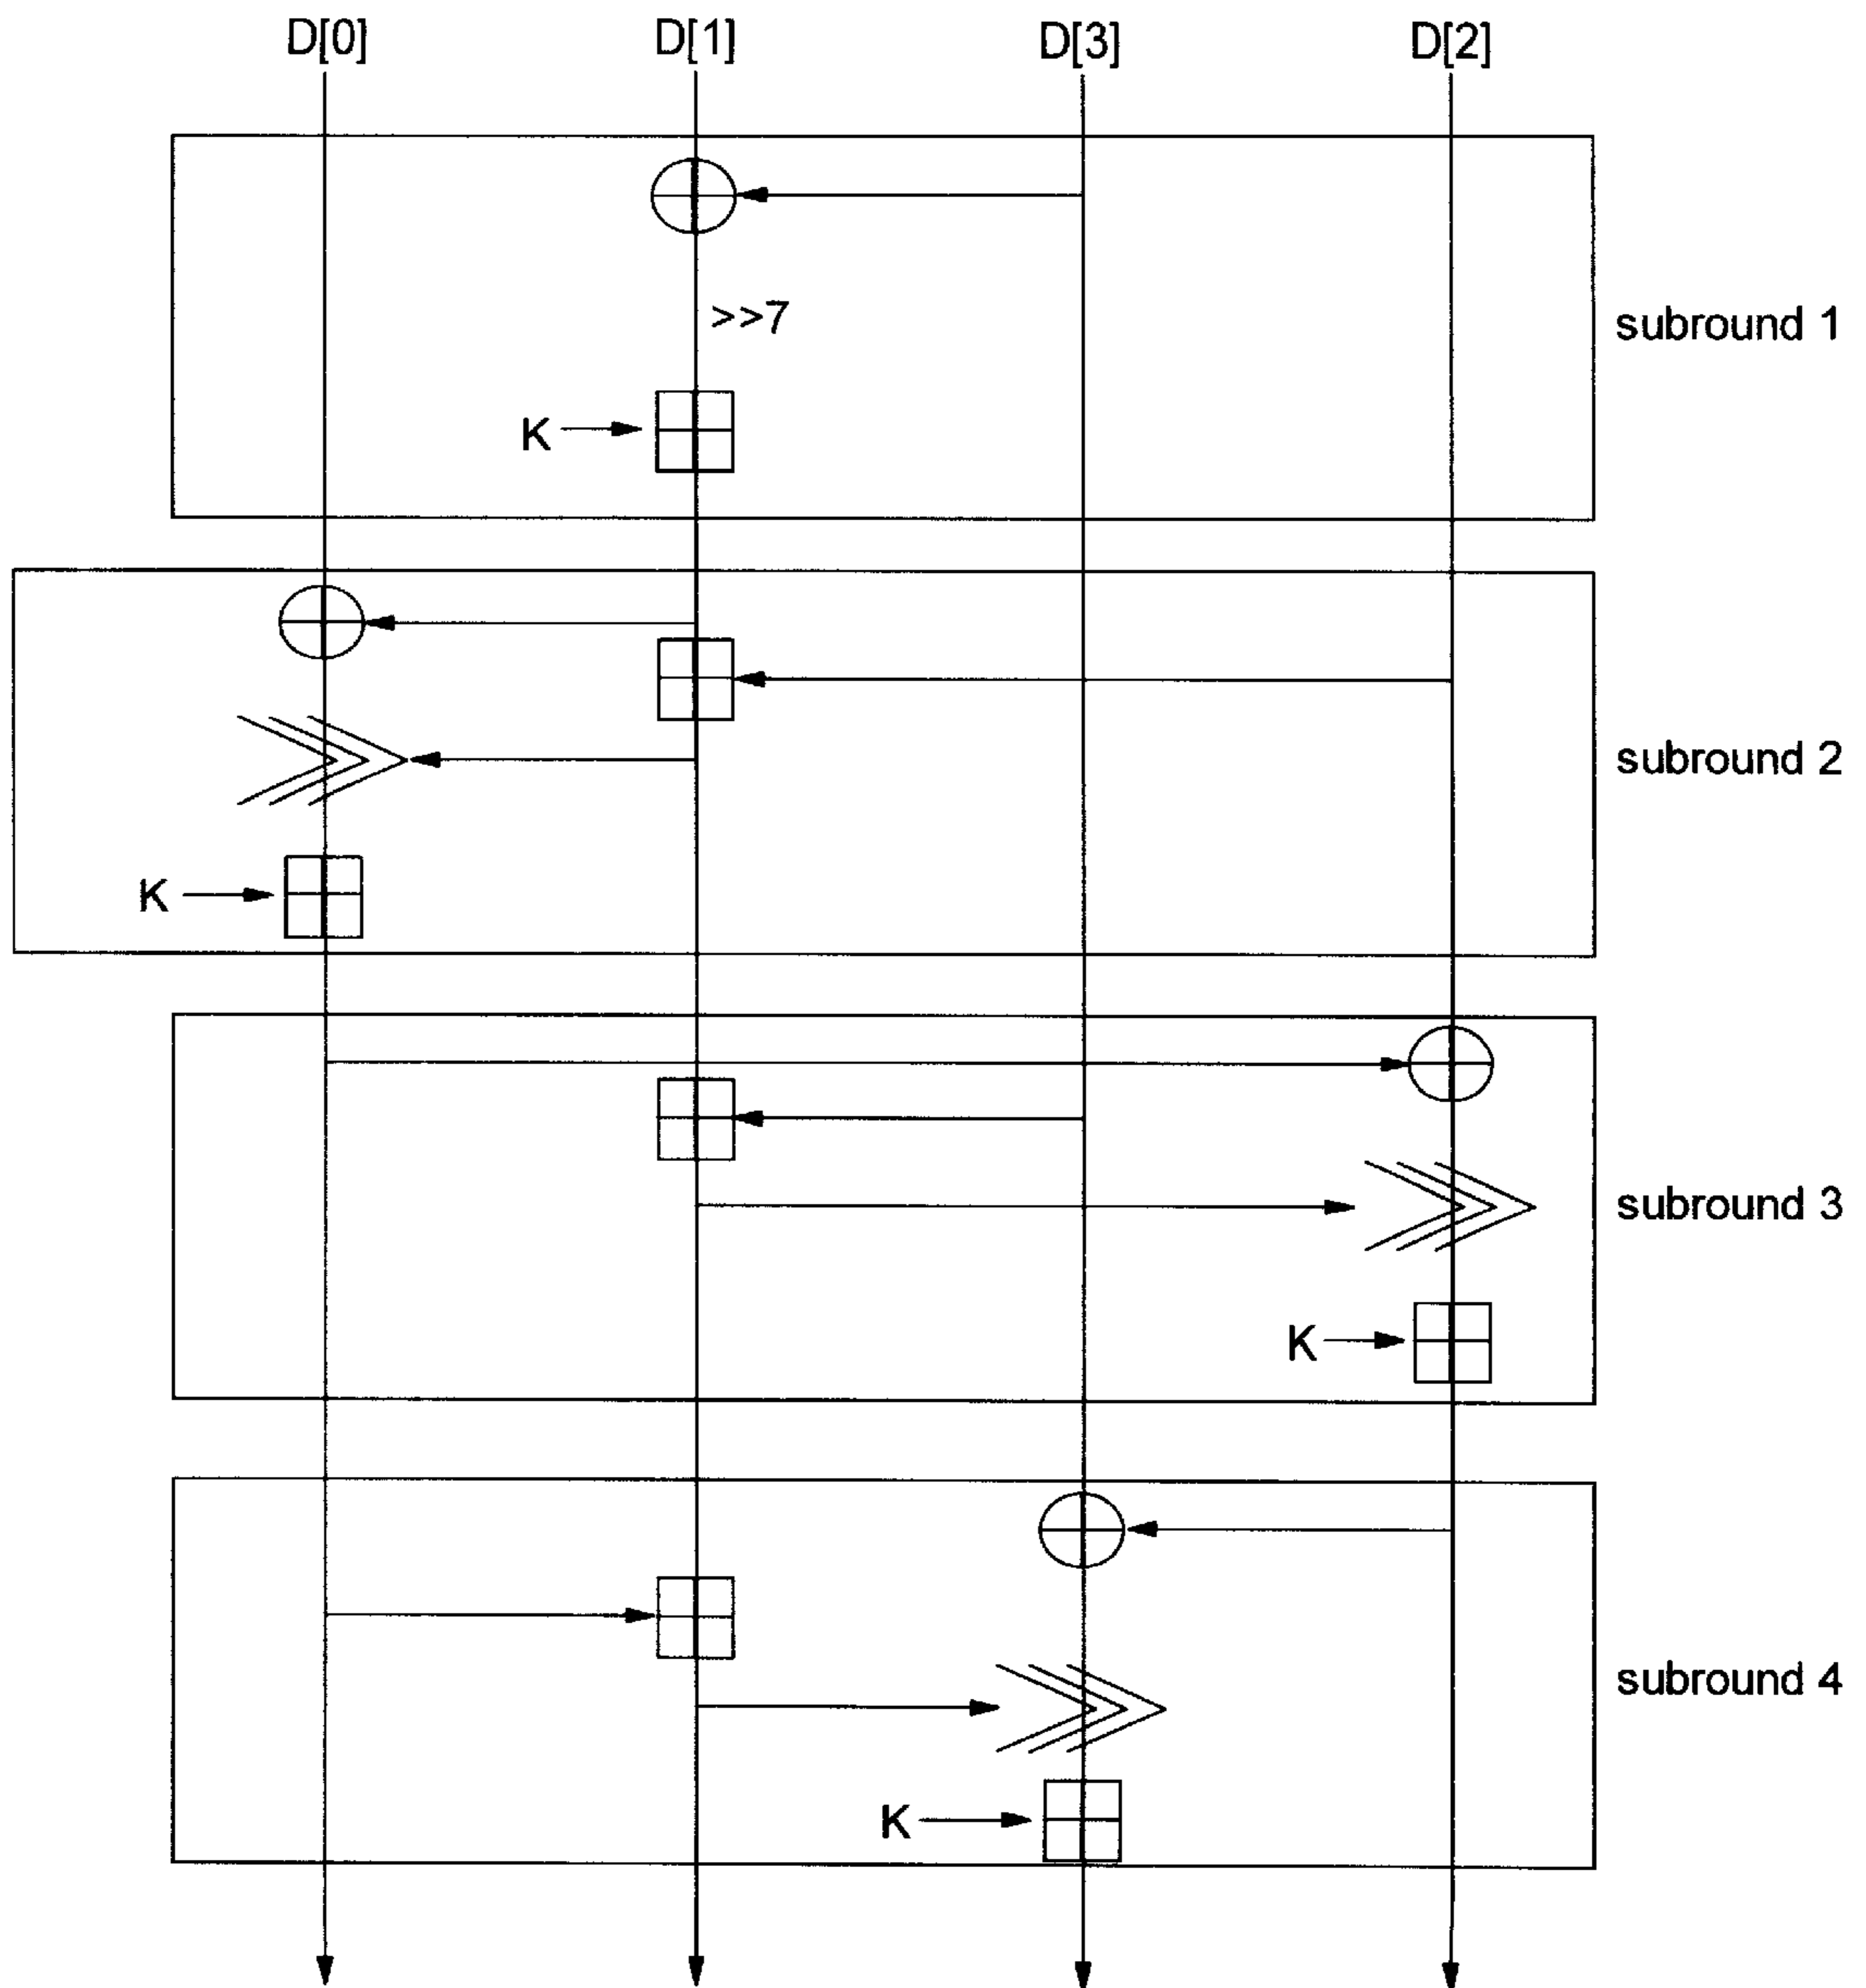 D[0] D[1] D[3] D[2]
>>7
subround 1
K
subround 2
K
subround 3
K
subround 4
K